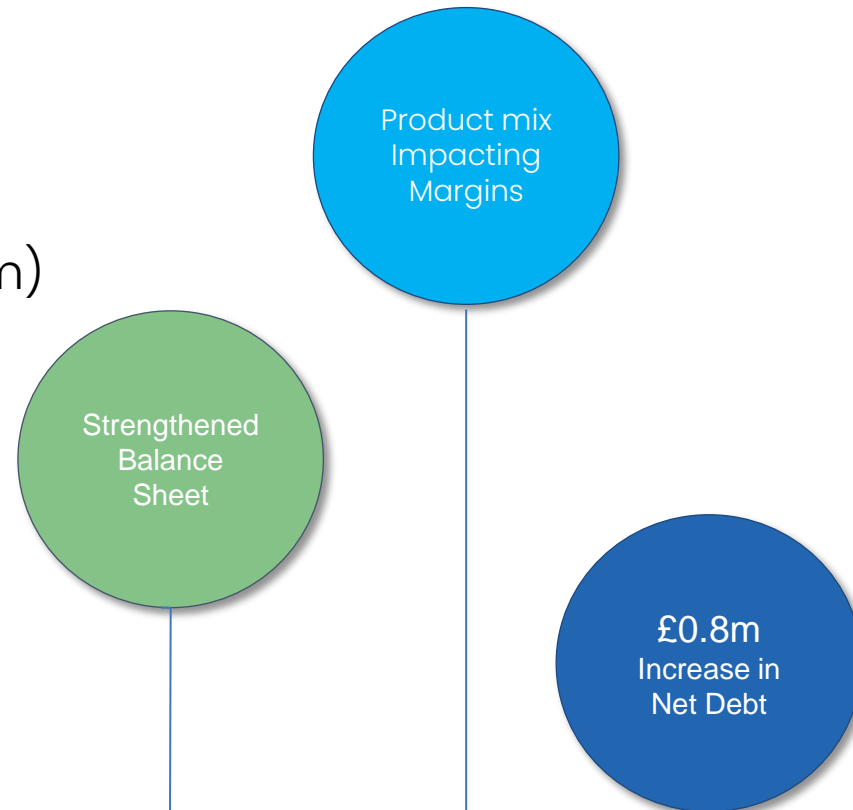 Product mix
Impacting
Margins
m)
Strengthened
Balance
Sheet
£0.8m
Increase in
Net Debt